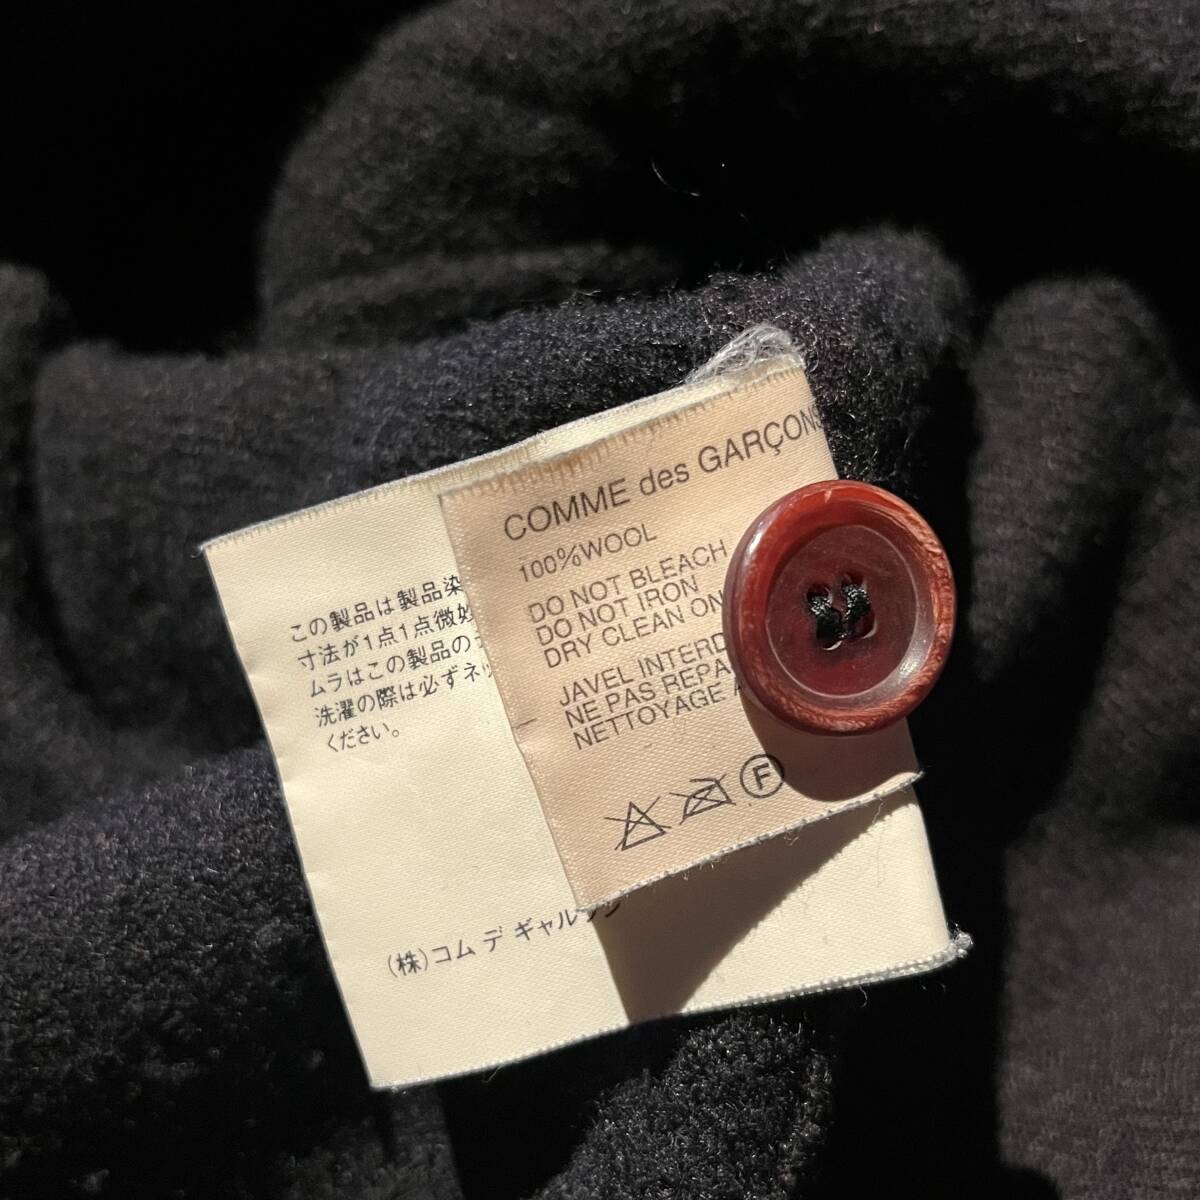 COMME des GARÇONS
100%WOOL
DO NOT BLEACH
DO NOT IRON
DRY CLEAN
JAVEL
NE PAS
NETTOYAGE
F
この製品は製品染
寸法が1点1点微妙
ムラはこの製品の
洗濯の際は必ずネッ
ください。
(株)コム デ ギャルソン